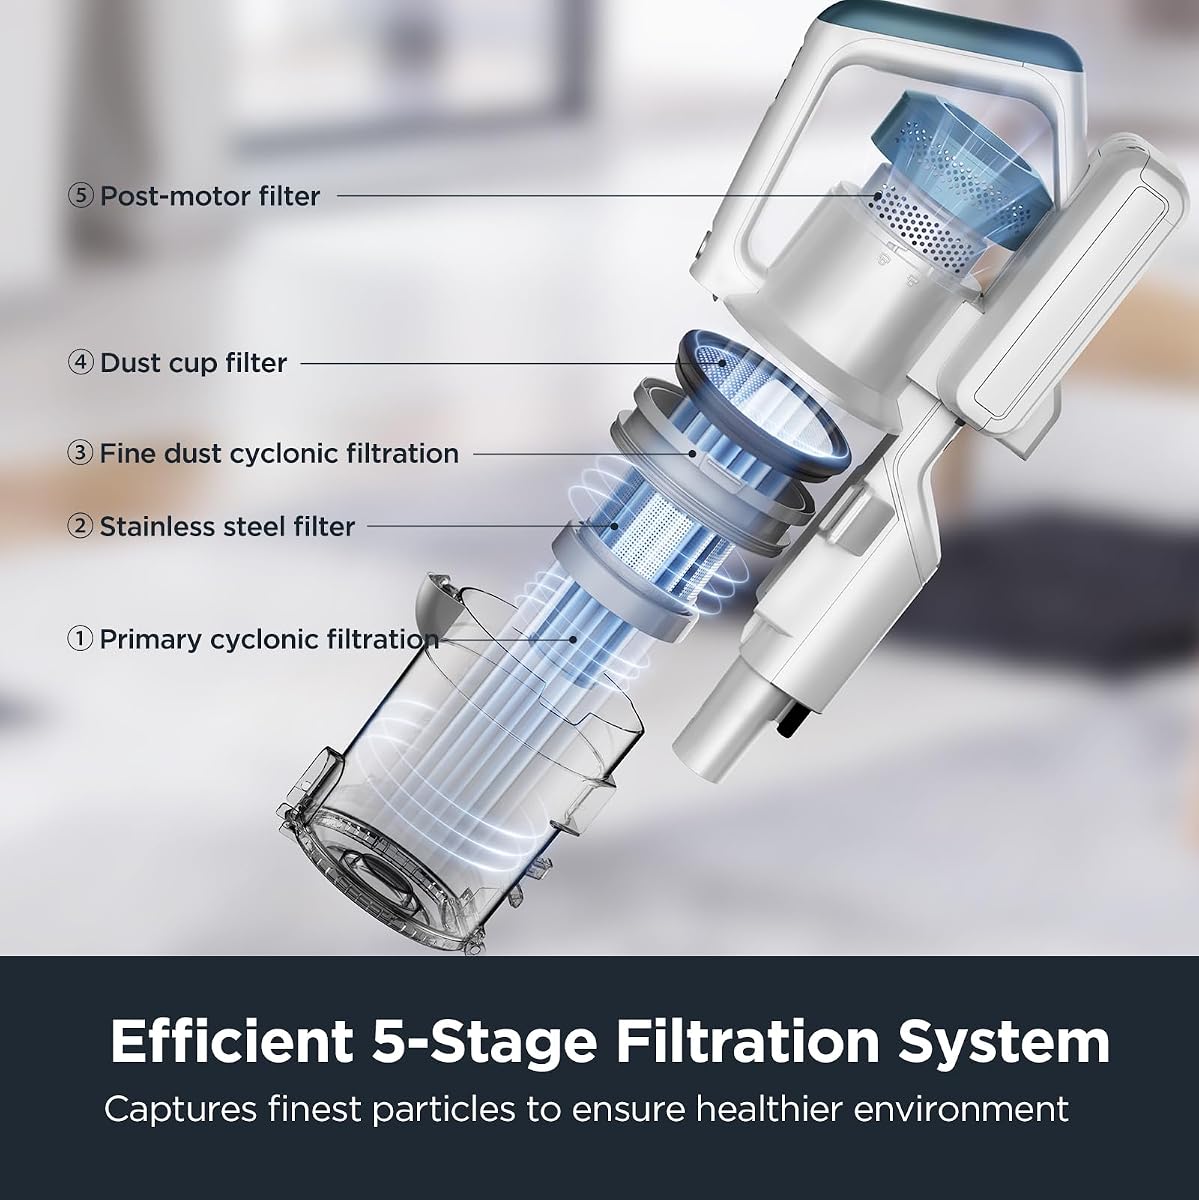 ⑤ Post-motor filter
④ Dust cup filter
③ Fine dust cyclonic filtration
② Stainless steel filter
① Primary cyclonic filtration
Efficient 5-Stage Filtration System
Captures finest particles to ensure healthier environment